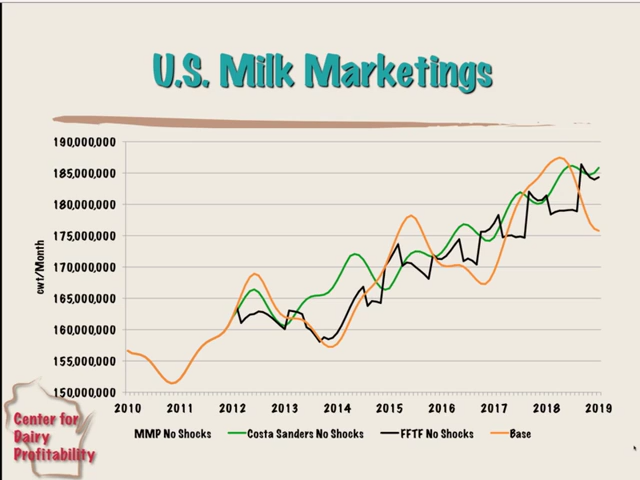 U.S. Milk Marketings
190,000,000
185,000,000
180,000,000
175,000,000
170,000,000
165,000,000
160,000,000
155,000,000
150,000,000
cwt/Month
2010 2011 2012 2013 2014 2015 2016 2017 2018 2019
MMP No Shocks Costa Sanders No Shocks FFTF No Shocks Base
Center for
Dairy
Profitability